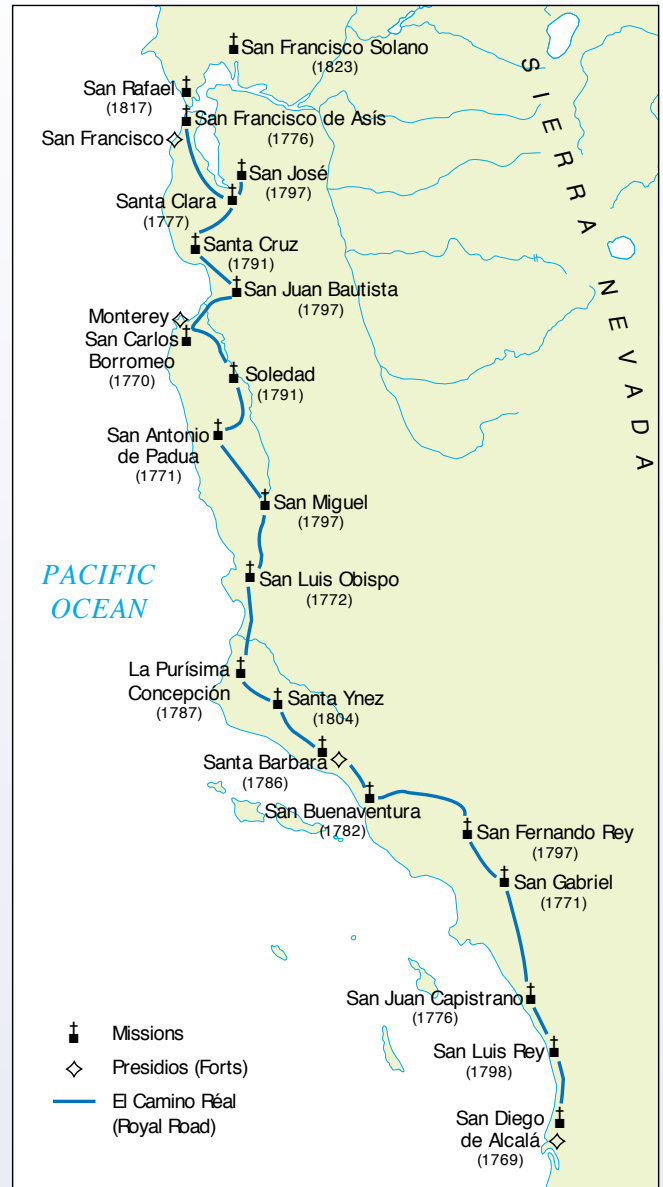 San Francisco Solano
(1823)
San Rafael
(1817)
San Francisco de Asís
(1776)
San Francisco
San José
(1797)
Santa Clara
(1777)
Santa Cruz
(1791)
San Juan Bautista
(1797)
Monterey
San Carlos
Borromeo
(1770)
Soledad
(1791)
San Antonio
de Padua
(1771)
San Miguel
(1797)
San Luis Obispo
(1772)
La Purísima
Concepción
(1787)
Santa Ynez
(1804)
Santa Barbara
(1786)
San Buenaventura
(1782)
San Fernando Rey
(1797)
San Gabriel
(1771)
San Juan Capistrano
(1776)
San Luis Rey
(1798)
San Diego
de Alcalá
(1769)
SIERRA NEVADA
PACIFIC
OCEAN
Missions
Presidios (Forts)
El Camino Réal
(Royal Road)